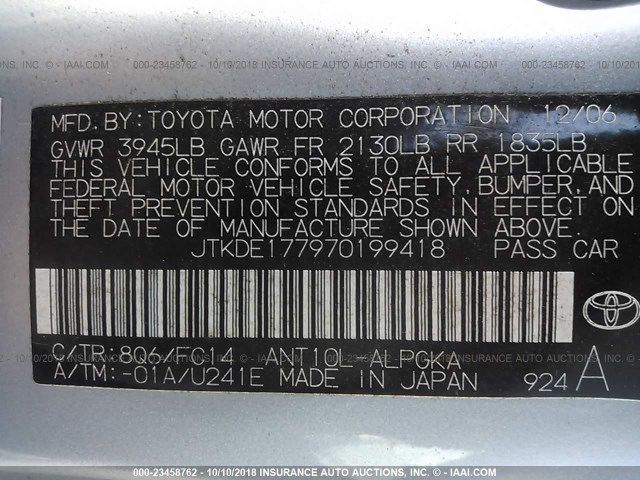 000-23458762 - 10/10/2018 INSURANCE AUTO AUCTIONS, INC. - © IAAI.COM
MFD. BY: TOYOTA MOTOR CORPORATION 12/06
GVWR 3945LB GAWR FR 2130LB RR 1835LB
THIS VEHICLE CONFORMS TO ALL APPLICABLE
FEDERAL MOTOR VEHICLE SAFETY, BUMPER, AND
THEFT PREVENTION STANDARDS IN EFFECT ON
THE DATE OF MANUFACTURE SHOWN ABOVE.
JTKDE177970199418 PASS CAR
C/TR: FC14 ANT10L-ALPGKA
A/TM: -01A/U241E MADE IN JAPAN 924 A
000-23458762 - 10/10/2018 INSURANCE AUTO AUCTIONS, INC. - © IAAI.COM